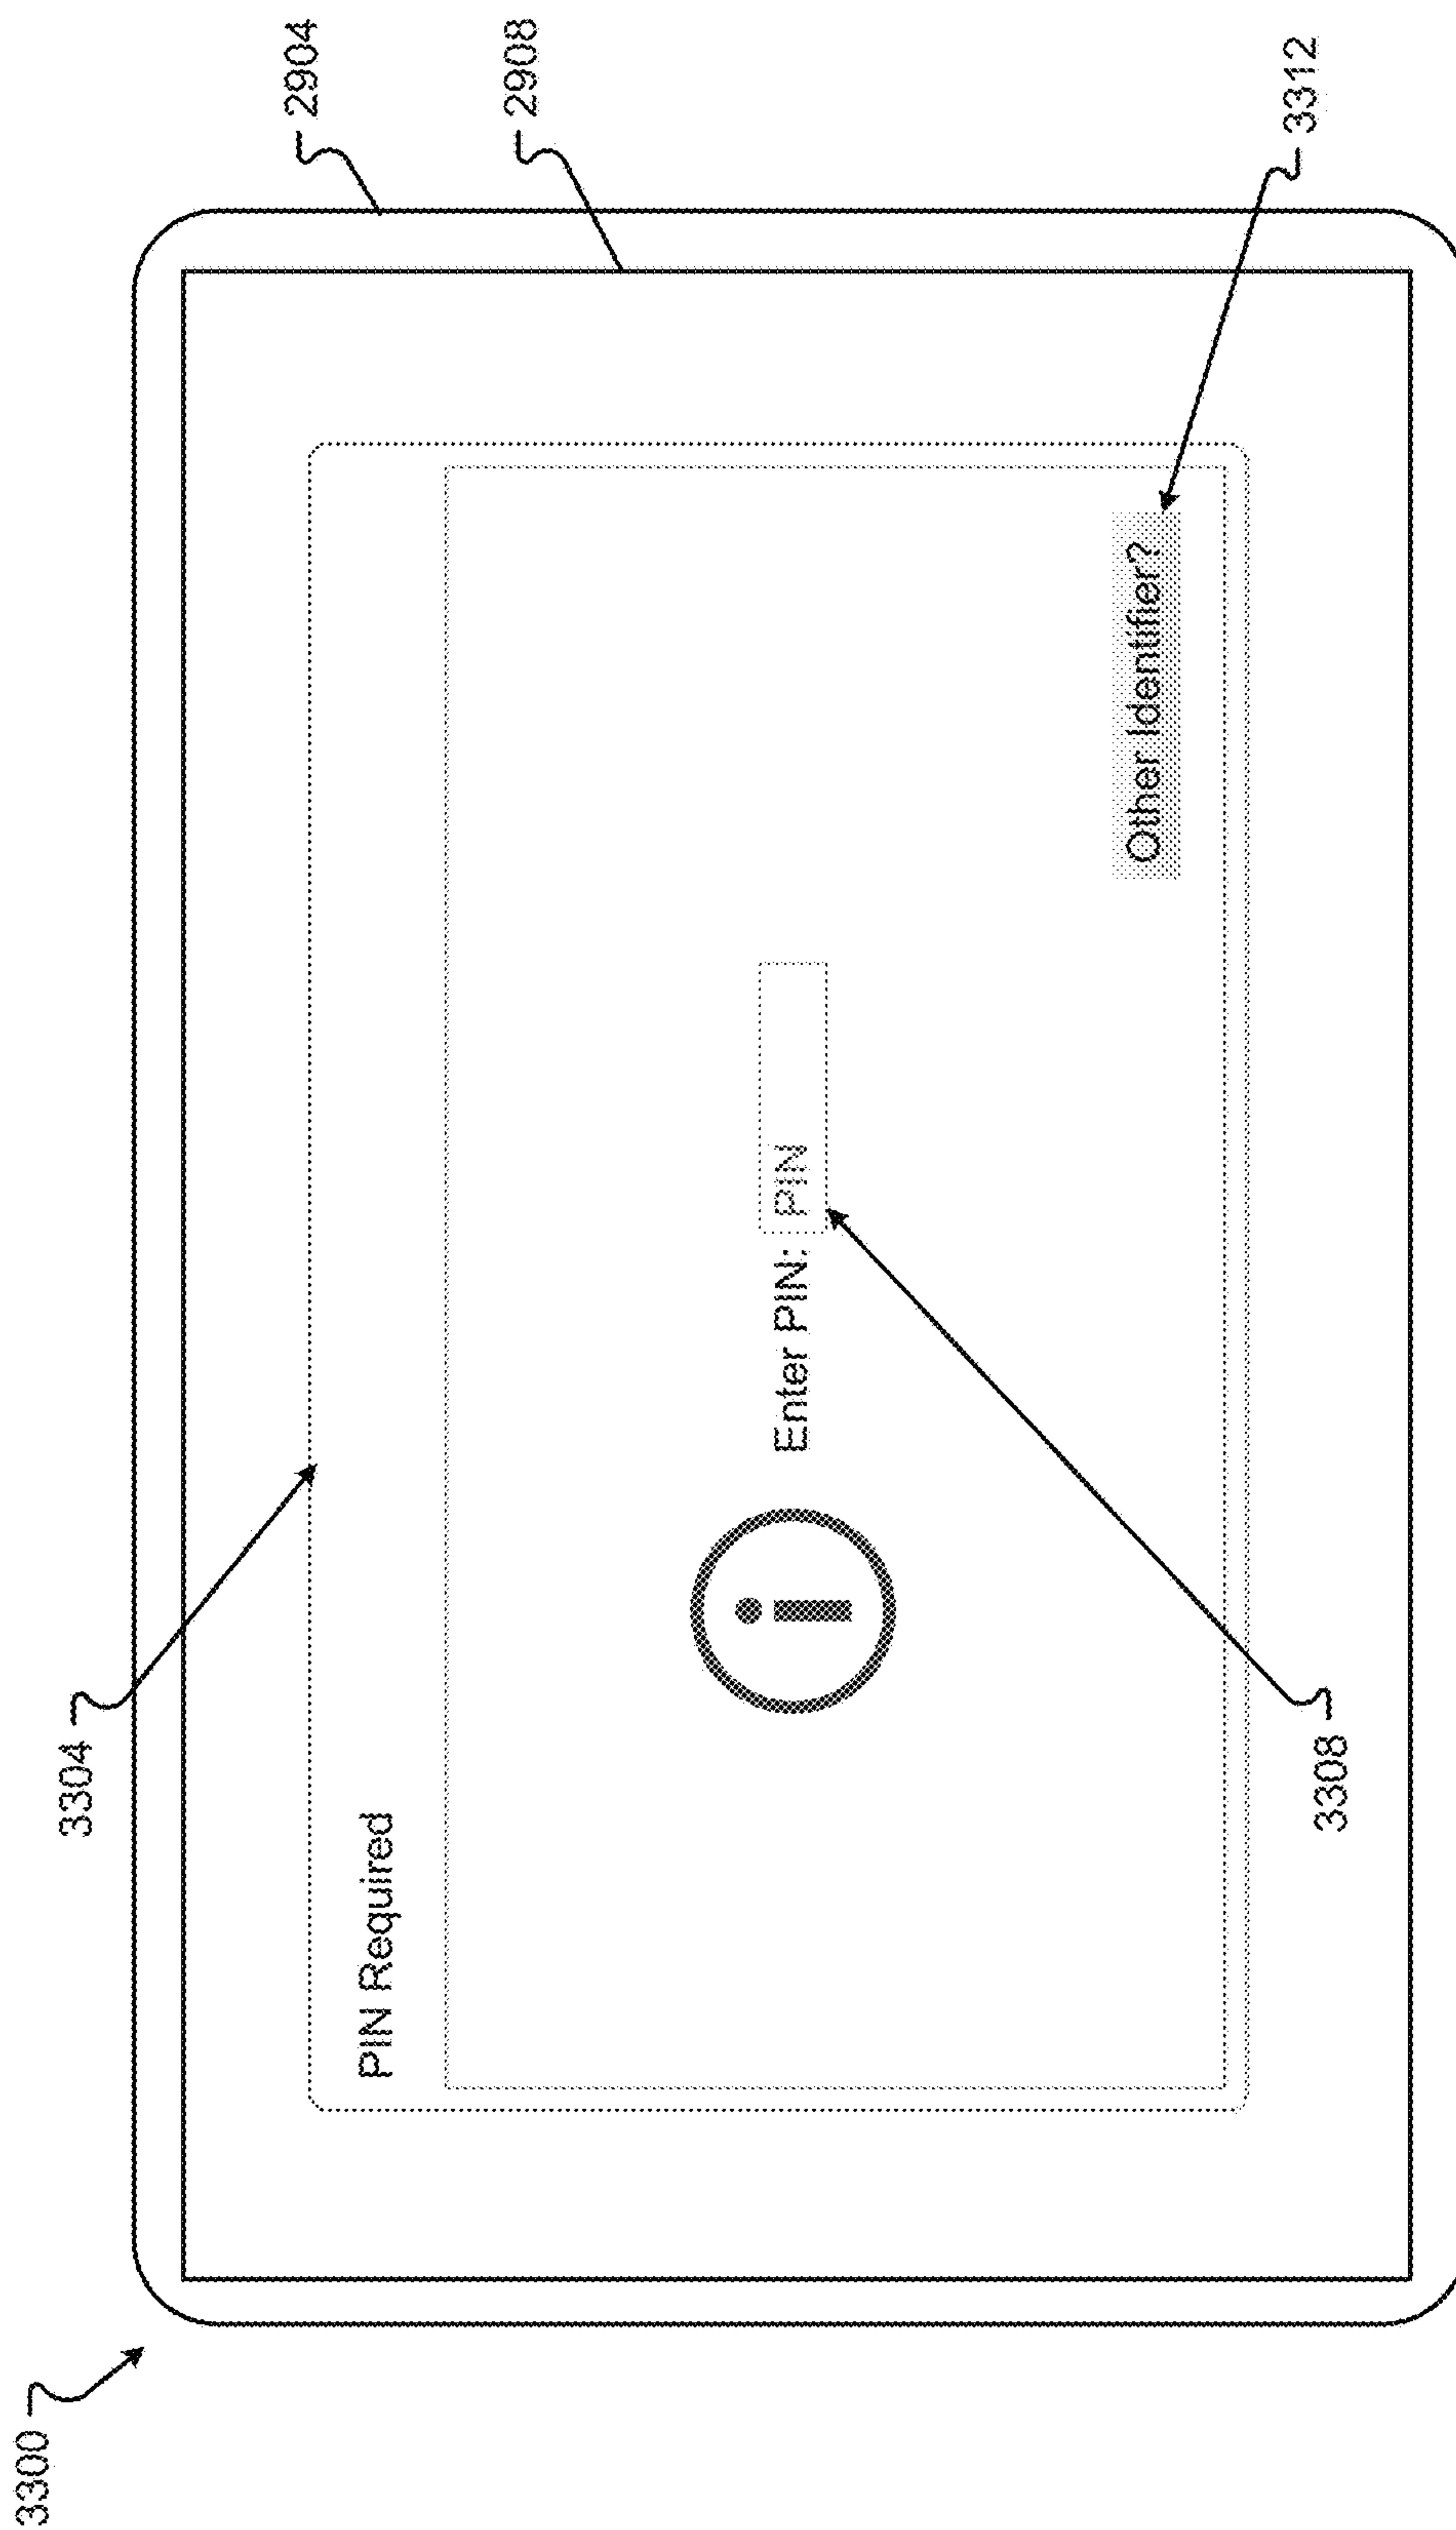 3300
3304
2904
2908
PIN Required
i
Enter PIN: PIN
Other Identifier?
3308
3312